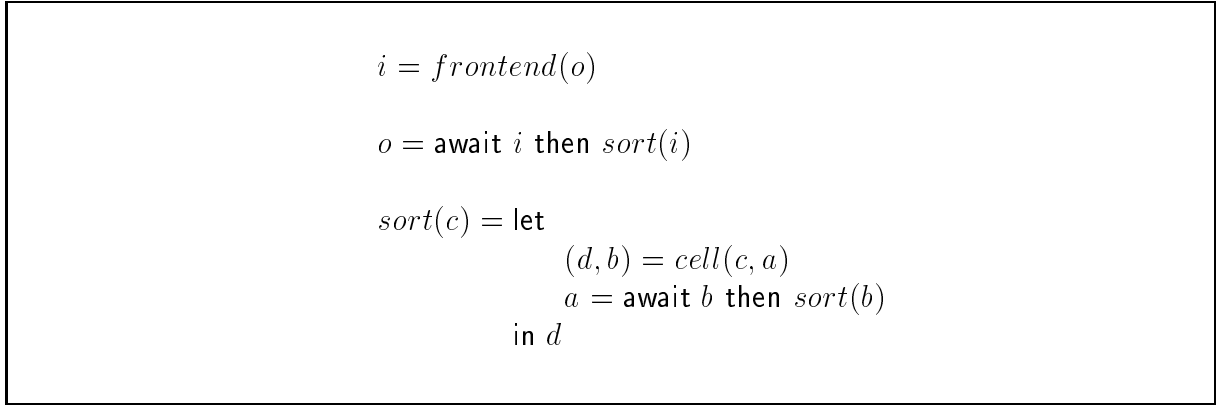 i = frontend(o)
o = await i then sort(i)
sort(c) = let
(d, b) = cell(c, a)
a = await b then sort(b)
in d